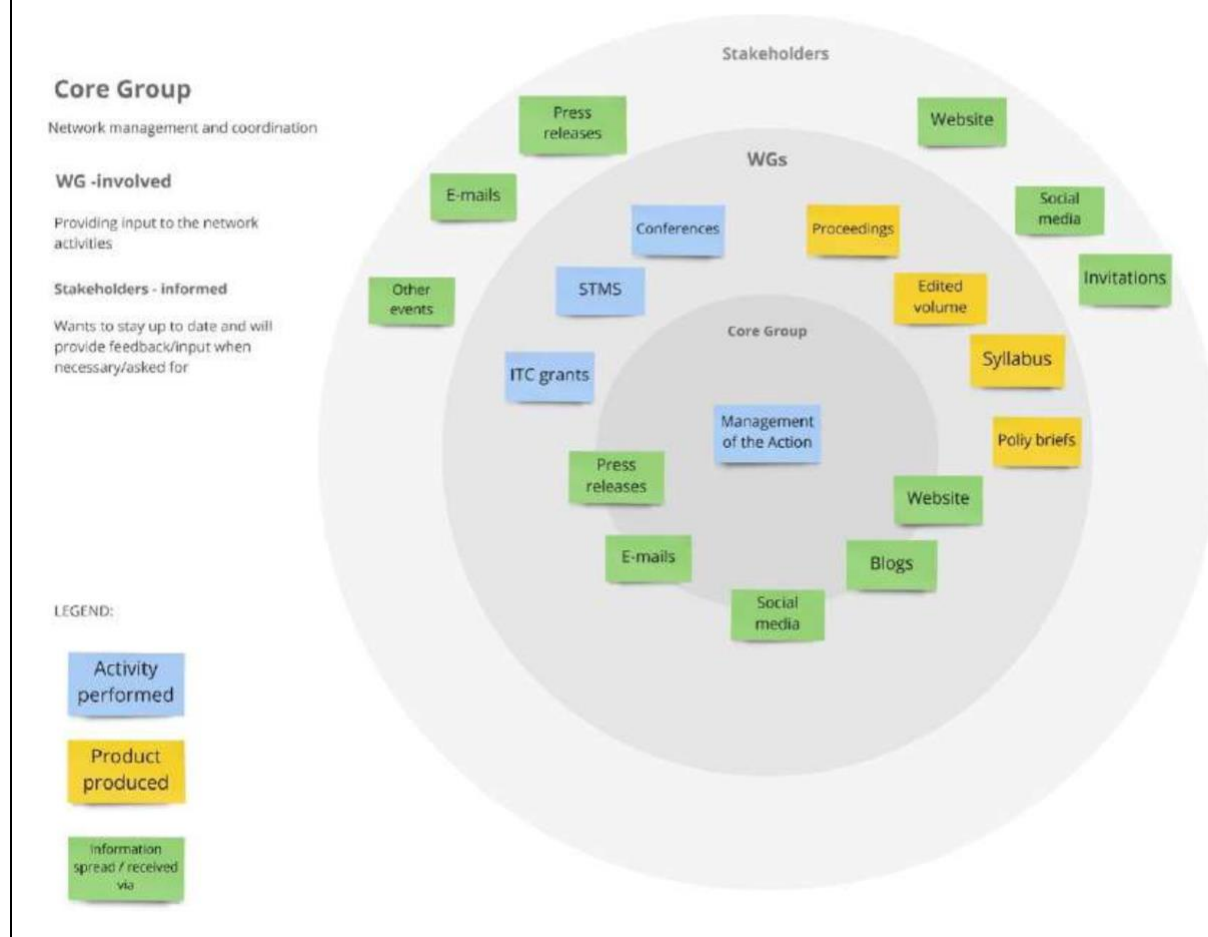 Core Group
Network management and coordination
WG -involved
Providing input to the network
activities
Stakeholders - informed
Wants to stay up to date and will
provide feedback/input when
necessary/asked for
LEGEND:
Activity
performed
Product
produced
Information
spread / received
via
Stakeholders
Press
releases
Website
E-mails
Social
media
Other
events
Invitations
WGs
Conferences
Proceedings
STMS
Edited
volume
ITC grants
Syllabus
Poliy briefs
Core Group
Management
of the Action
Press
releases
Website
E-mails
Blogs
Social
media